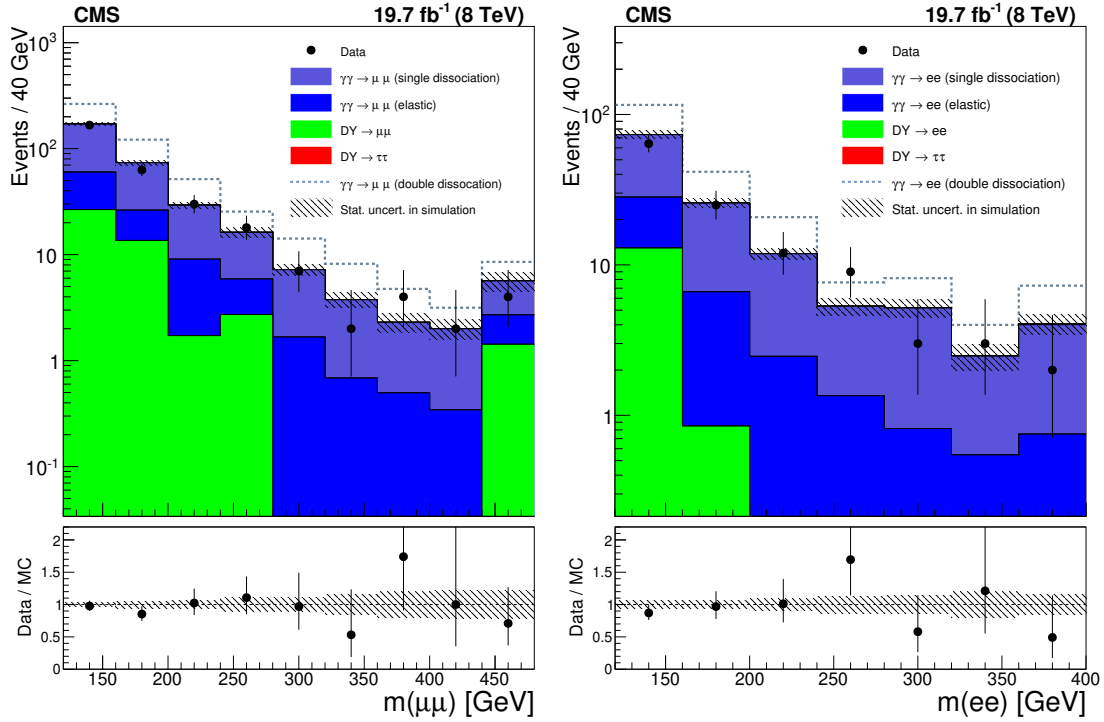 CMS 19.7 fb⁻¹ (8 TeV)
Events / 40 GeV
10³
10²
10
1
10⁻¹
Data
γγ → μ μ (single dissociation)
γγ → μ μ (elastic)
DY → μμ
DY → ττ
γγ → μ μ (double dissocation)
Stat. uncert. in simulation
Data / MC
2
1.5
1
0.5
0
150 200 250 300 350 400 450
m(μμ) [GeV]
CMS 19.7 fb⁻¹ (8 TeV)
Events / 40 GeV
10²
10
1
Data
γγ → ee (single dissociation)
γγ → ee (elastic)
DY → ee
DY → ττ
γγ → ee (double dissociation)
Stat. uncert. in simulation
Data / MC
2
1.5
1
0.5
0
150 200 250 300 350 400
m(ee) [GeV]